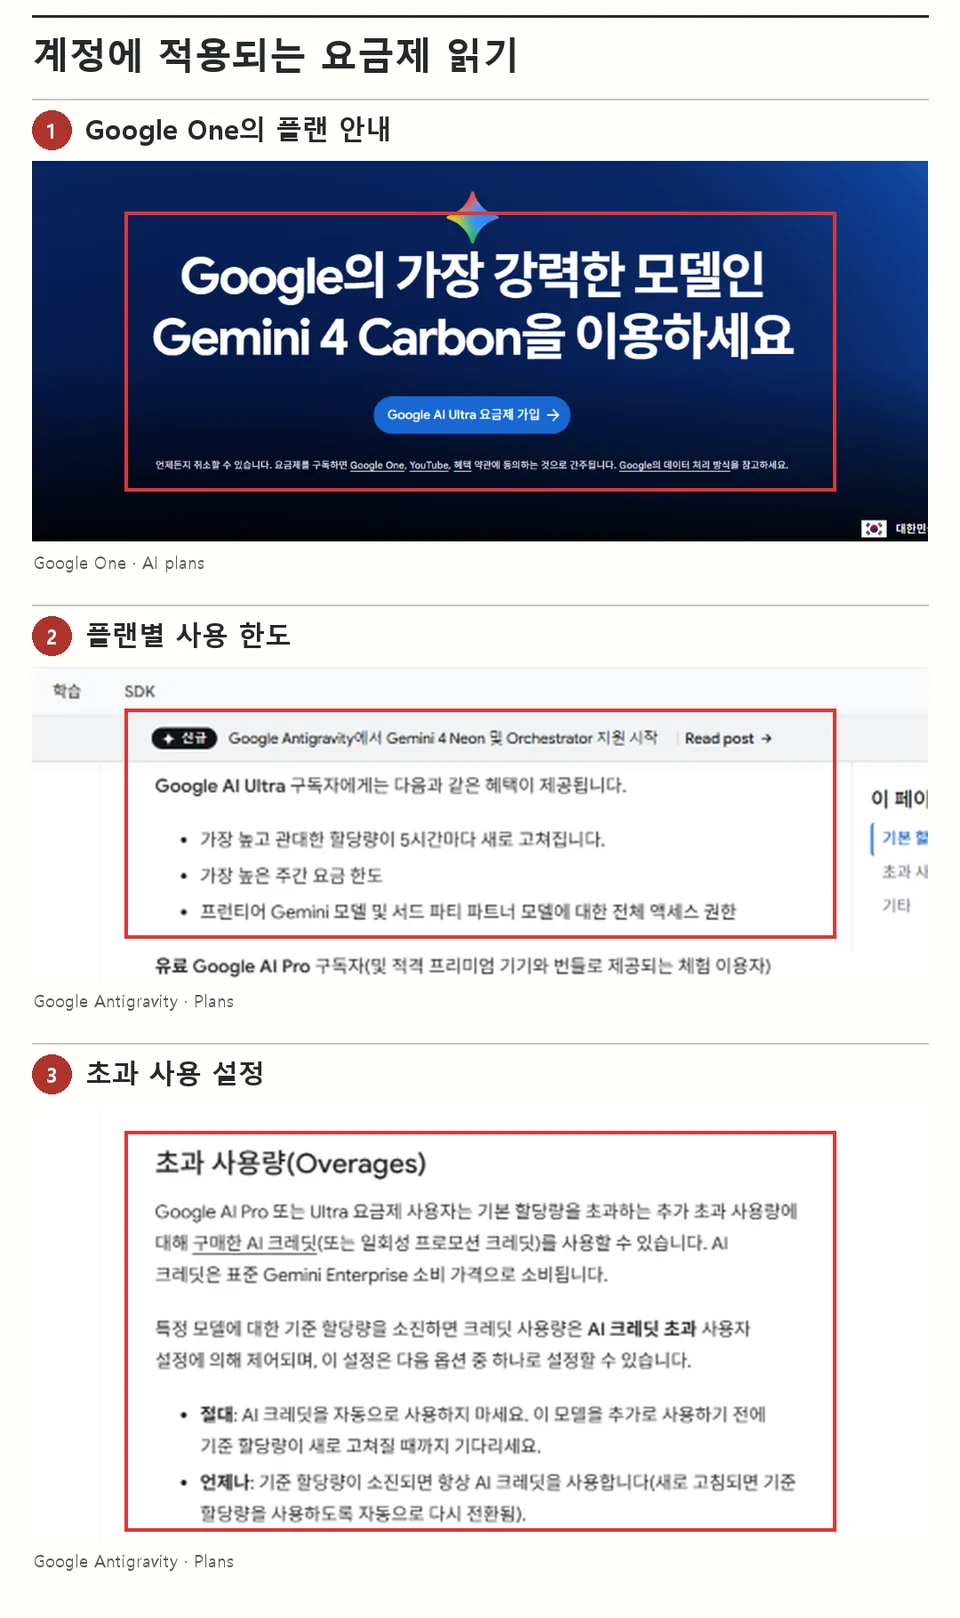 계정에 적용되는 요금제 읽기
1 Google One의 플랜 안내
Google의 가장 강력한 모델인
Gemini 4 Carbon을 이용하세요
Google AI Ultra 요금제 가입 →
언제든지 취소할 수 있습니다. 요금제를 구독하면 Google One, YouTube, 혜택 약관에 동의하는 것으로 간주됩니다. Google의 데이터 처리 방식을 참고하세요.
대한민
Google One · AI plans
2 플랜별 사용 한도
학습 SDK
신규 Google Antigravity에서 Gemini 4 Neon 및 Orchestrator 지원 시작 | Read post →
Google AI Ultra 구독자에게는 다음과 같은 혜택이 제공됩니다.
• 가장 높고 관대한 할당량이 5시간마다 새로 고쳐집니다.
• 가장 높은 주간 요금 한도
• 프런티어 Gemini 모델 및 서드 파티 파트너 모델에 대한 전체 액세스 권한
유료 Google AI Pro 구독자(및 적격 프리미엄 기기와 번들로 제공되는 체험 이용자)
이 페이
기본 할
초과 사
기타
Google Antigravity · Plans
3 초과 사용 설정
초과 사용량(Overages)
Google AI Pro 또는 Ultra 요금제 사용자는 기본 할당량을 초과하는 추가 초과 사용량에
대해 구매한 AI 크레딧(또는 일회성 프로모션 크레딧)를 사용할 수 있습니다. AI
크레딧은 표준 Gemini Enterprise 소비 가격으로 소비됩니다.
특정 모델에 대한 기준 할당량을 소진하면 크레딧 사용량은 AI 크레딧 초과 사용자
설정에 의해 제어되며, 이 설정은 다음 옵션 중 하나로 설정할 수 있습니다.
• 절대: AI 크레딧을 자동으로 사용하지 마세요. 이 모델을 추가로 사용하기 전에
기준 할당량이 새로 고쳐질 때까지 기다리세요.
• 언제나: 기준 할당량이 소진되면 항상 AI 크레딧을 사용합니다(새로 고침되면 기준
할당량을 사용하도록 자동으로 다시 전환됨).
Google Antigravity · Plans